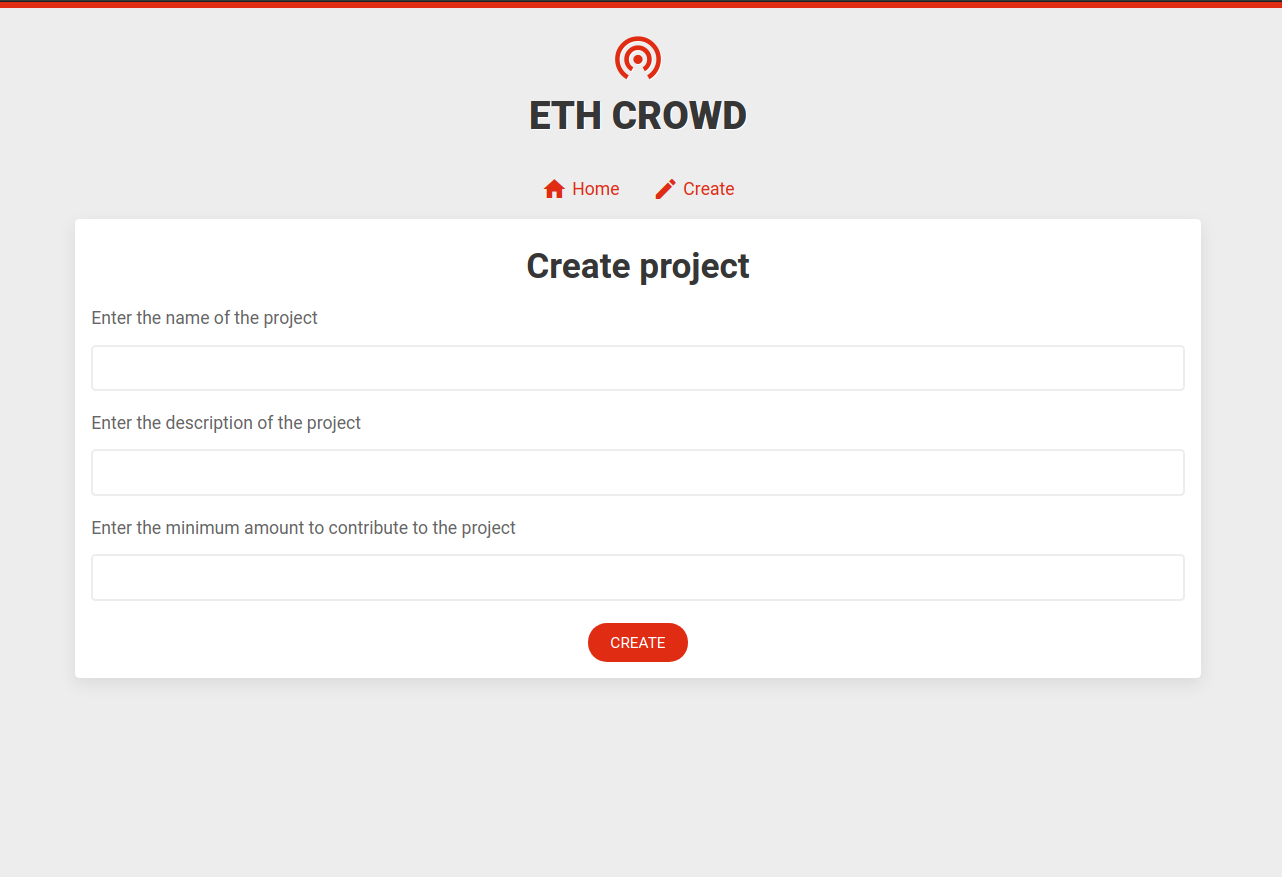 ETH CROWD
Home Create
Create project
Enter the name of the project
Enter the description of the project
Enter the minimum amount to contribute to the project
CREATE